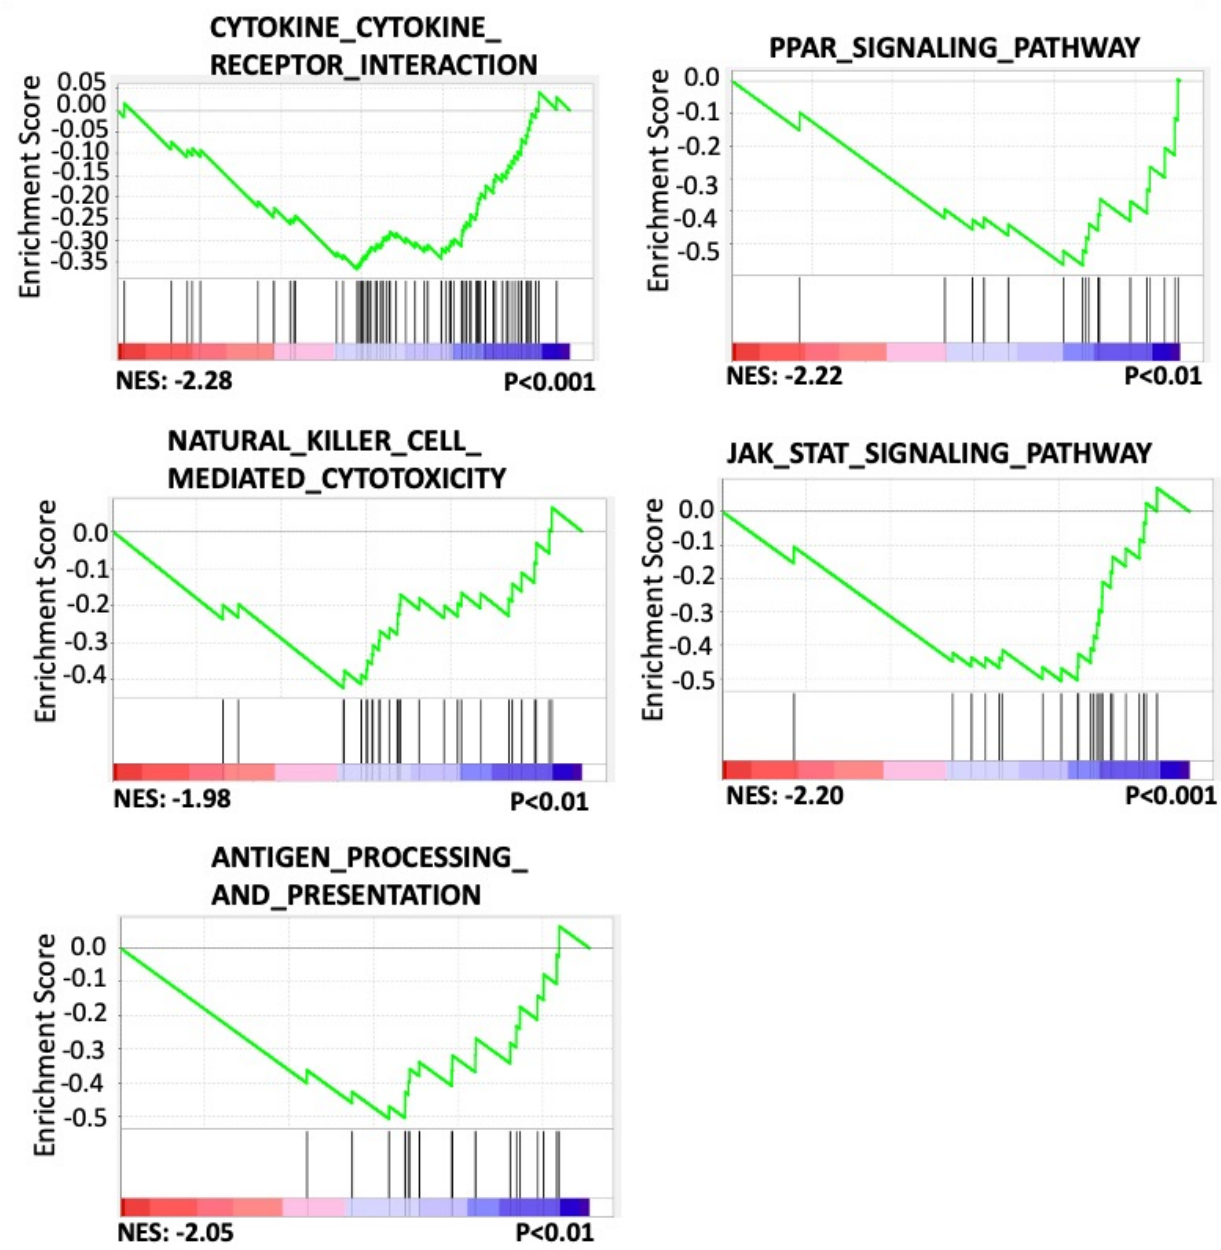 CYTOKINE_CYTOKINE_
RECEPTOR_INTERACTION
Enrichment Score
0.05
0.00
-0.05
-0.10
-0.15
-0.20
-0.25
-0.30
-0.35
NES: -2.28
P<0.001
PPAR_SIGNALING_PATHWAY
Enrichment Score
0.0
-0.1
-0.2
-0.3
-0.4
-0.5
NES: -2.22
P<0.01
NATURAL_KILLER_CELL_
MEDIATED_CYTOTOXICITY
Enrichment Score
0.0
-0.1
-0.2
-0.3
-0.4
NES: -1.98
P<0.01
JAK_STAT_SIGNALING_PATHWAY
Enrichment Score
0.0
-0.1
-0.2
-0.3
-0.4
-0.5
NES: -2.20
P<0.001
ANTIGEN_PROCESSING_
AND_PRESENTATION
Enrichment Score
0.0
-0.1
-0.2
-0.3
-0.4
-0.5
NES: -2.05
P<0.01